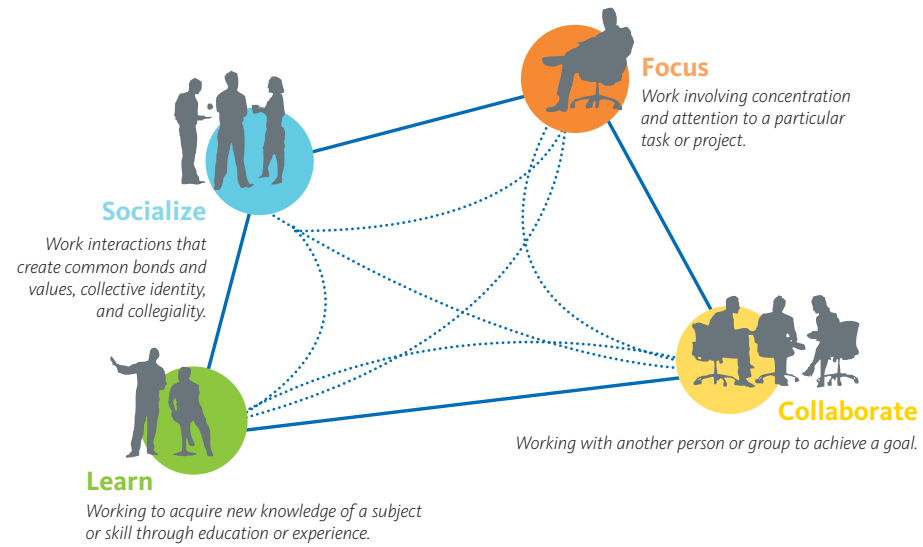 Focus
Work involving concentration
and attention to a particular
task or project.
Socialize
Work interactions that
create common bonds and
values, collective identity,
and collegiality.
Collaborate
Working with another person or group to achieve a goal.
Learn
Working to acquire new knowledge of a subject
or skill through education or experience.